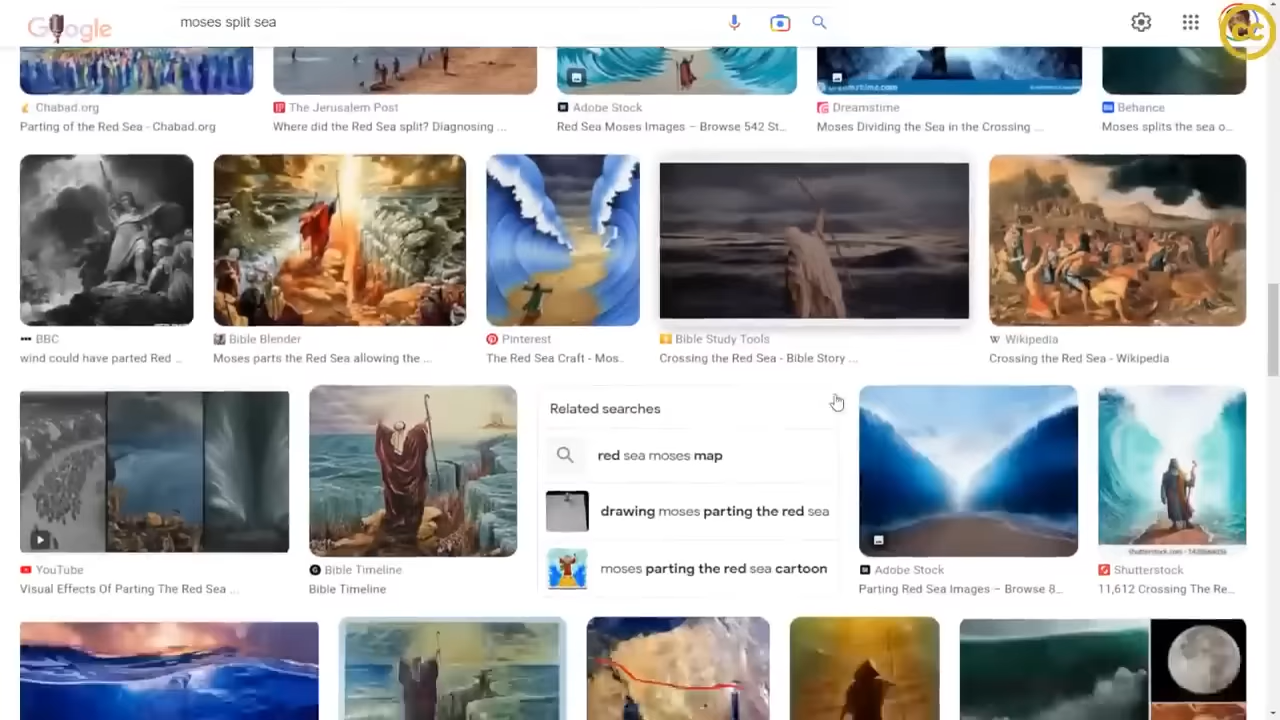 Google
moses split sea
CC
Dreamstime.com
Chabad.org
The Jerusalem Post
Adobe Stock
Dreamstime
Behance
Parting of the Red Sea - Chabad.org
Where did the Red Sea split? Diagnosing ...
Red Sea Moses Images – Browse 542 St...
Moses Dividing the Sea in the Crossing ...
Moses splits the sea o...
BBC
Bible Blender
Pinterest
Bible Study Tools
W Wikipedia
wind could have parted Red ...
Moses parts the Red Sea allowing the ...
The Red Sea Craft - Mos..
Crossing the Red Sea - Bible Story ...
Crossing the Red Sea - Wikipedia
Related searches
red sea moses map
drawing moses parting the red sea
moses parting the red sea cartoon
YouTube
Bible Timeline
Adobe Stock
Shutterstock
Visual Effects Of Parting The Red Sea ...
Bible Timeline
Parting Red Sea Images – Browse 8...
11,612 Crossing The Re...